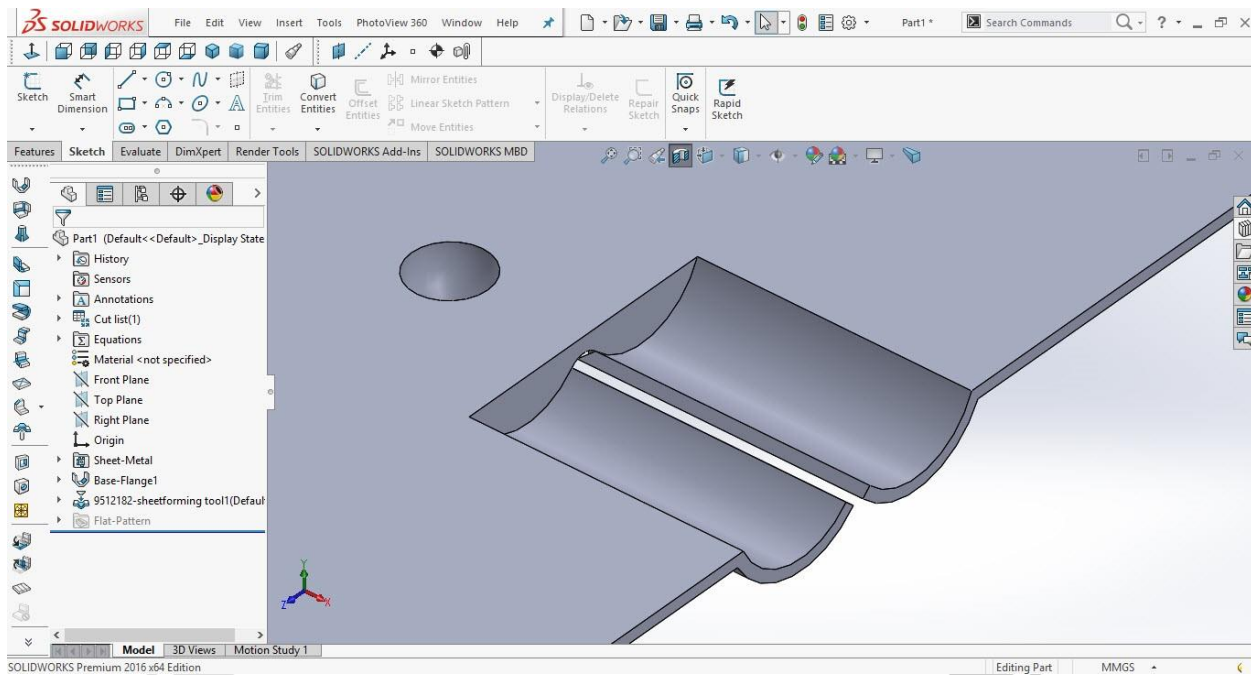 SOLIDWORKS File Edit View Insert Tools PhotoView 360 Window Help Part1 * Search Commands ?
Sketch Smart Dimension Trim Entities Convert Entities Offset Entities Mirror Entities Linear Sketch Pattern Move Entities Display/Delete Relations Repair Sketch Quick Snaps Rapid Sketch
Features Sketch Evaluate DimXpert Render Tools SOLIDWORKS Add-Ins SOLIDWORKS MBD
Part1 (Default<<Default>_Display State
History
Sensors
Annotations
Cut list(1)
Equations
Material <not specified>
Front Plane
Top Plane
Right Plane
Origin
Sheet-Metal
Base-Flange1
9512182-sheetforming tool1(Default
Flat-Pattern
Y
Z X
Model 3D Views Motion Study 1
SOLIDWORKS Premium 2016 x64 Edition Editing Part MMGS